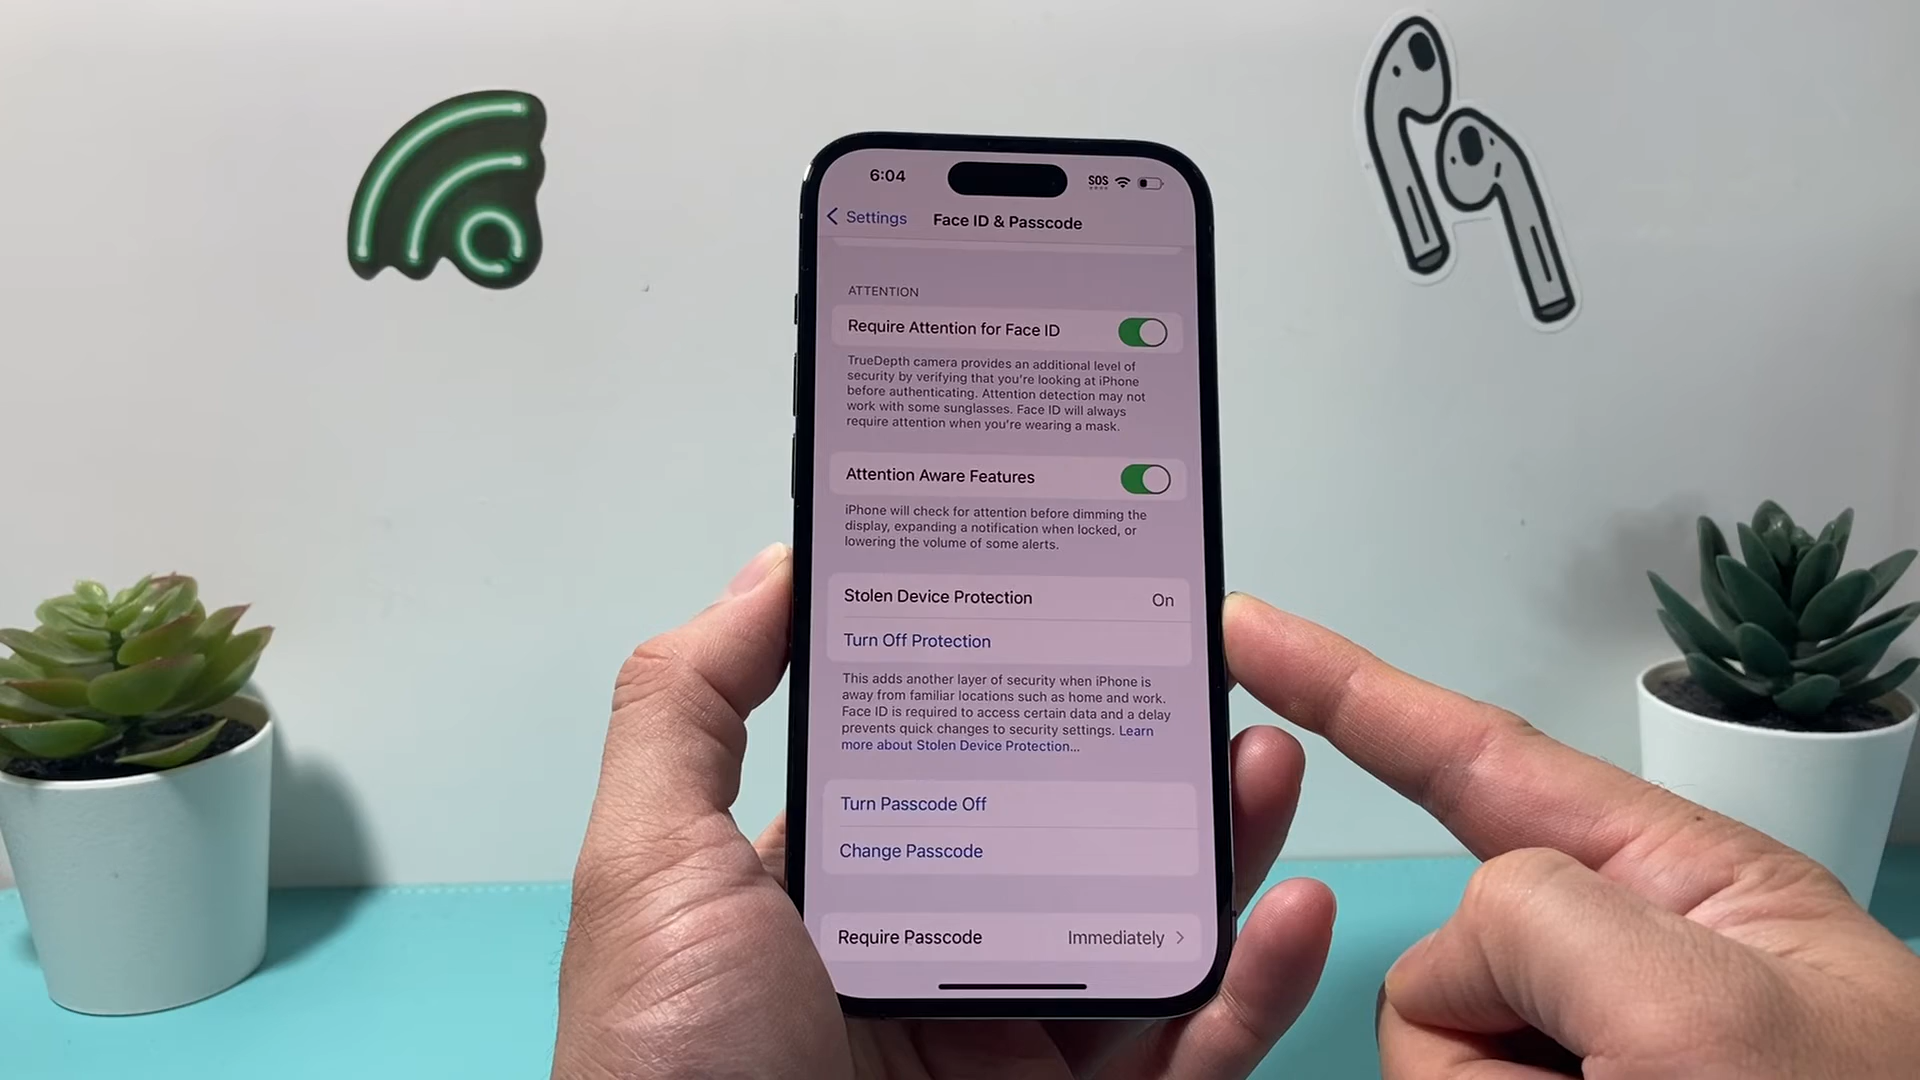 6:04
SOS
Settings
Face ID & Passcode
ATTENTION
Require Attention for Face ID
TrueDepth camera provides an additional level of
security by verifying that you're looking at iPhone
before authenticating. Attention detection may not
work with some sunglasses. Face ID will always
require attention when you're wearing a mask.
Attention Aware Features
iPhone will check for attention before dimming the
display, expanding a notification when locked, or
lowering the volume of some alerts.
Stolen Device Protection On
Turn Off Protection
This adds another layer of security when iPhone is
away from familiar locations such as home and work.
Face ID is required to access certain data and a delay
prevents quick changes to security settings. Learn
more about Stolen Device Protection...
Turn Passcode Off
Change Passcode
Require Passcode Immediately